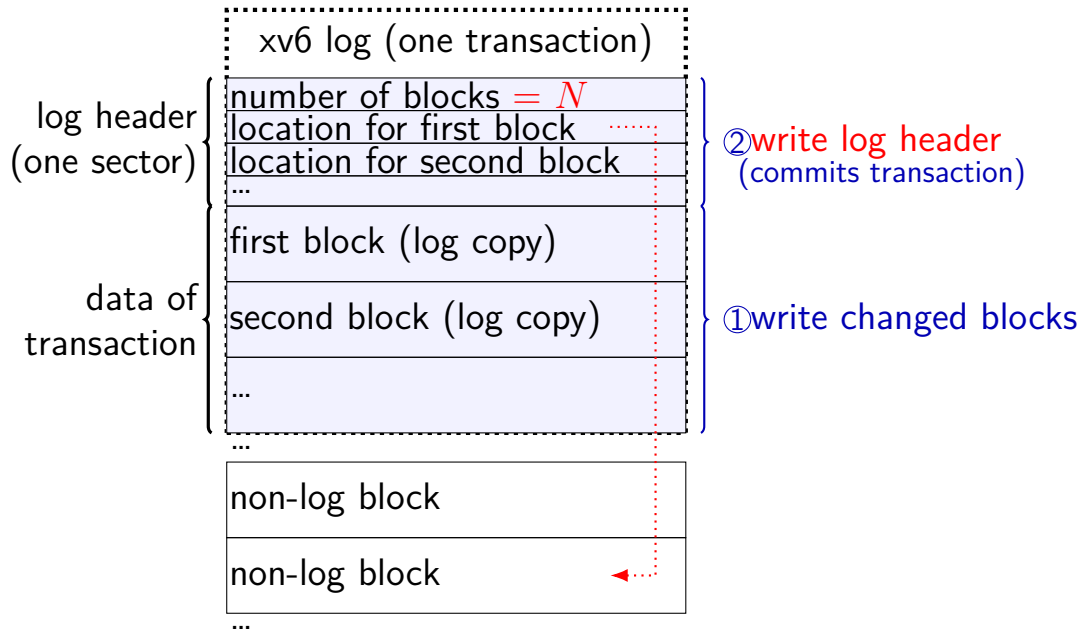 xv6 log (one transaction)
log header
(one sector)
number of blocks = N
location for first block
location for second block
...
②write log header
(commits transaction)
data of
transaction
first block (log copy)
second block (log copy)
...
①write changed blocks
...
non-log block
non-log block
...